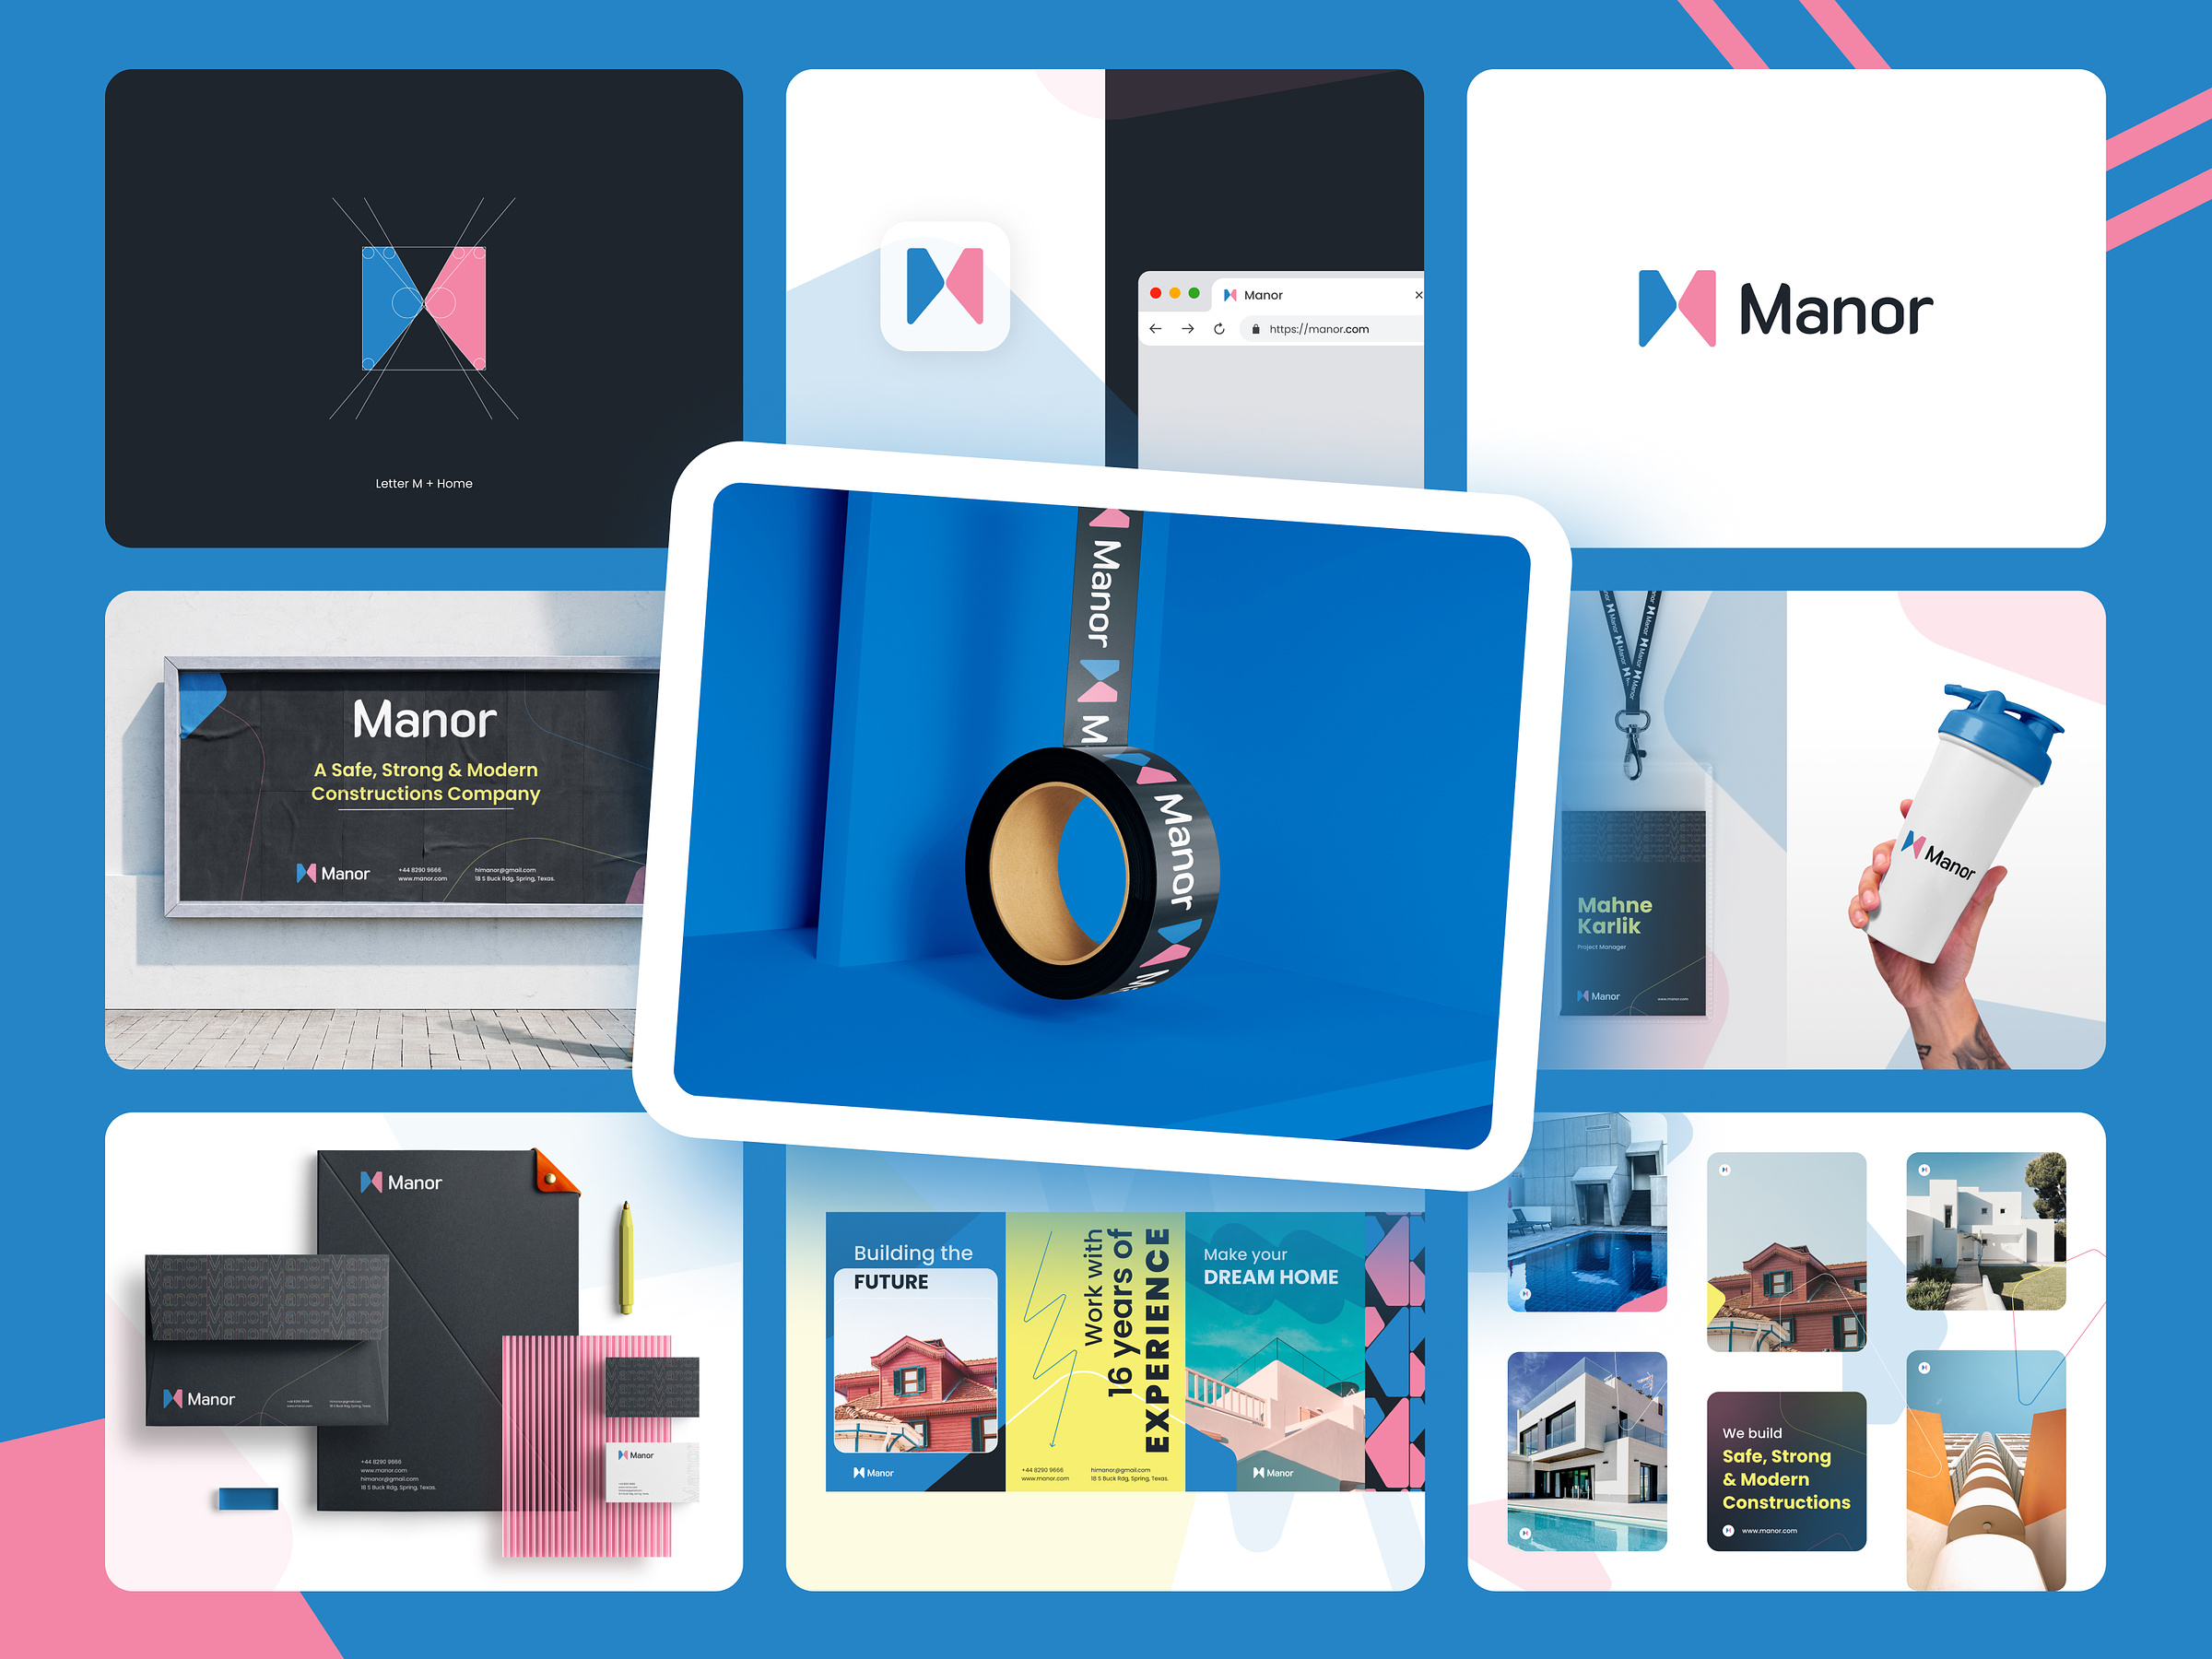 Letter M + Home
Manor
https://manor.com
Manor
Manor
A Safe, Strong & Modern
Constructions Company
Manor
+44 8290 9666
www.manor.com
himanor@gmail.com
18 S Buck Rdg, Spring, Texas.
Manor
M
Manor
Mahne
Karlik
Project Manager
Manor
www.manor.com
Manor
Manor
+44 8290 9666
www.manor.com
himanor@gmail.com
18 S Buck Rdg, Spring, Texas.
Manor
Manor
Building the
FUTURE
Manor
Work with
16 years of
EXPERIENCE
+44 8290 9666
www.manor.com
himanor@gmail.com
18 S Buck Rdg, Spring, Texas.
Make your
DREAM HOME
Manor
We build
Safe, Strong
& Modern
Constructions
www.manor.com